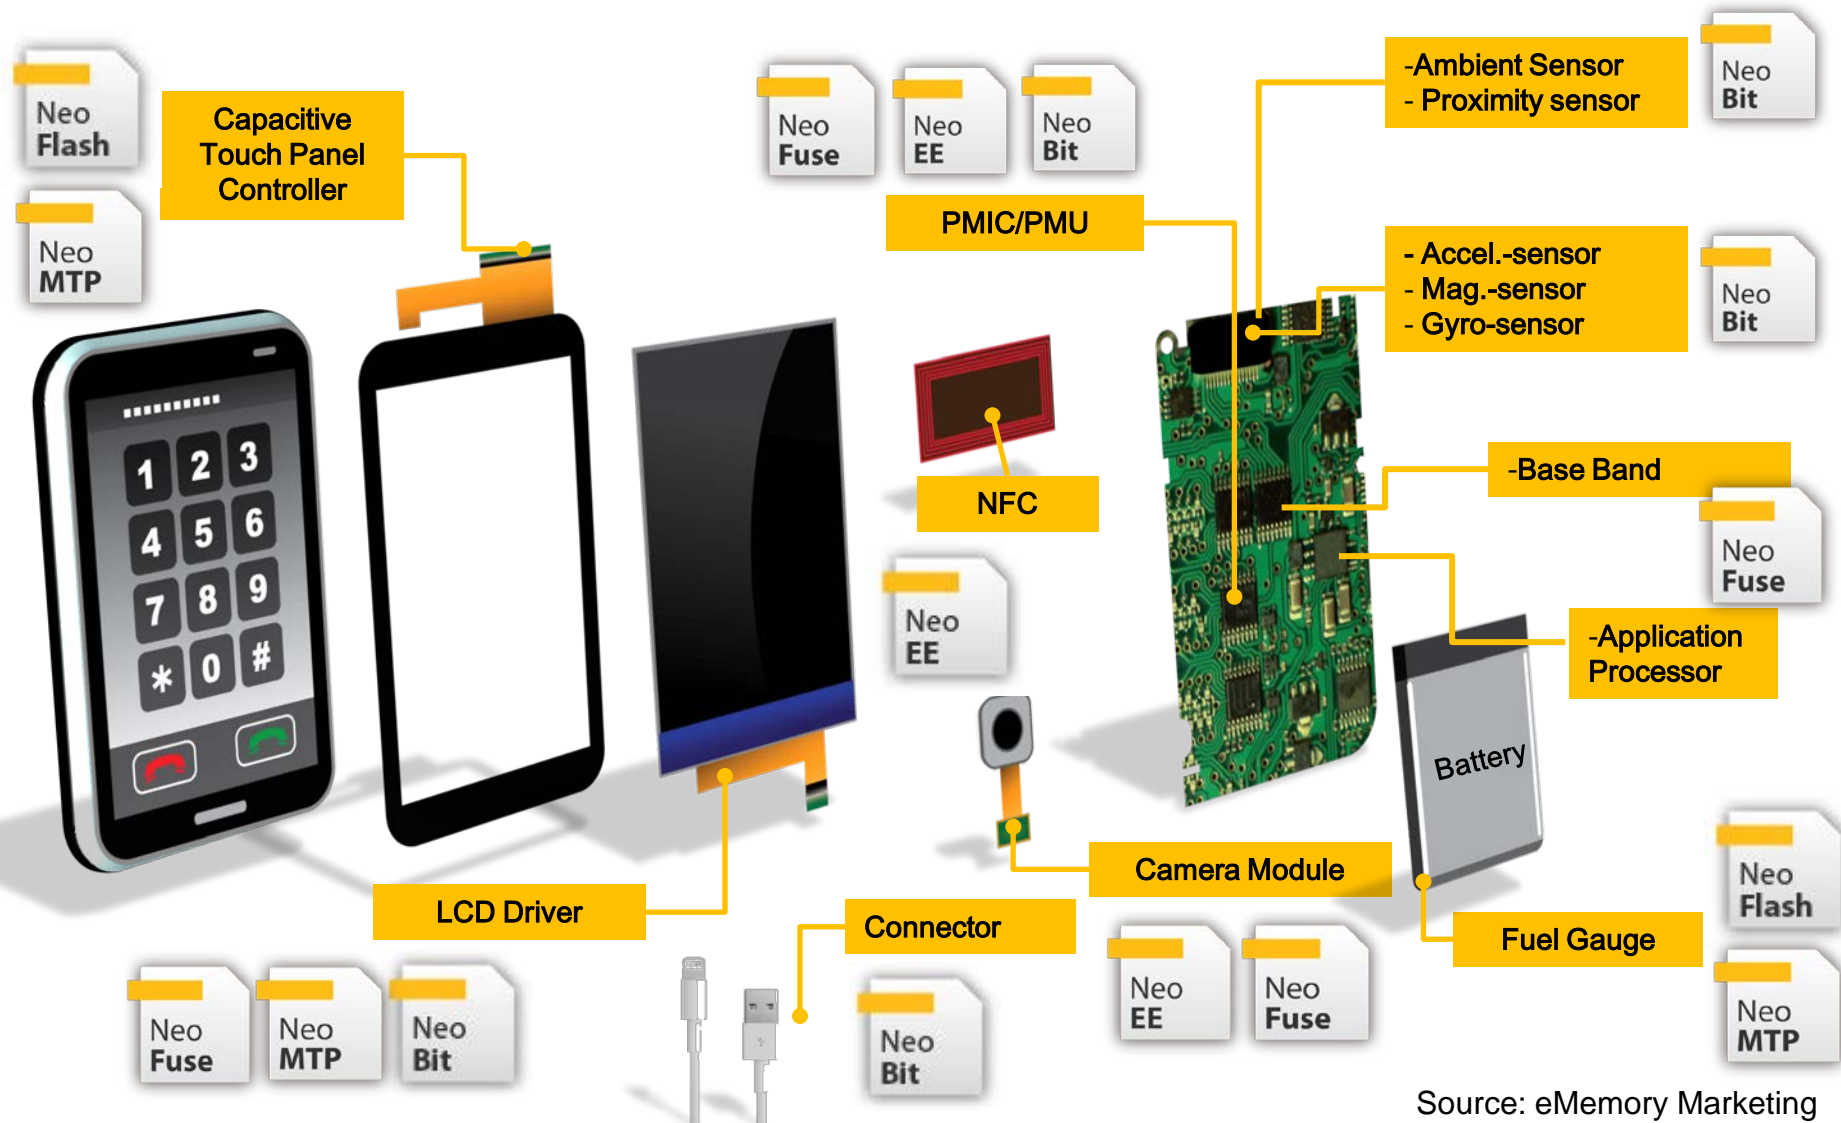 Neo
Flash
Neo
MTP
Capacitive
Touch Panel
Controller
Neo
Fuse
Neo
EE
Neo
Bit
PMIC/PMU
-Ambient Sensor
- Proximity sensor
Neo
Bit
- Accel.-sensor
- Mag.-sensor
- Gyro-sensor
Neo
Bit
1 2 3
4 5 6
7 8 9
* 0 #
NFC
Neo
EE
-Base Band
Neo
Fuse
-Application
Processor
Battery
Camera Module
Neo
EE
Neo
Fuse
LCD Driver
Neo
Fuse
Neo
MTP
Neo
Bit
Connector
Neo
Bit
Fuel Gauge
Neo
Flash
Neo
MTP
Source: eMemory Marketing